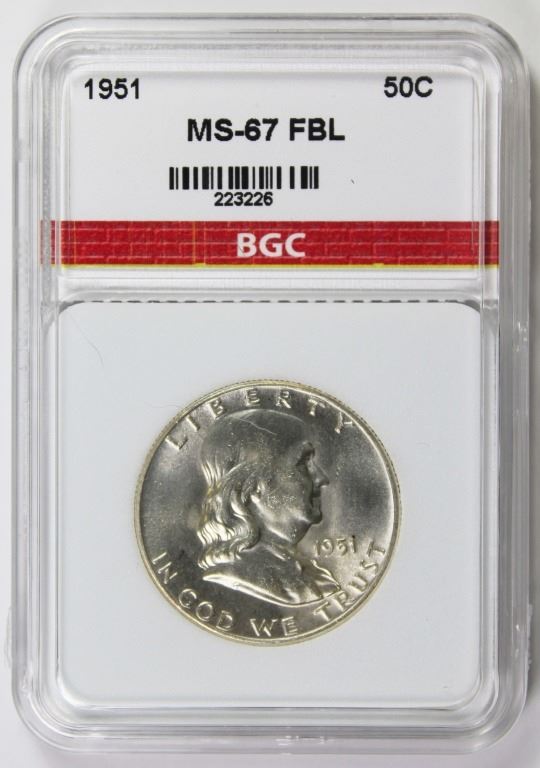 1951 50C
MS-67 FBL
223226
BGC
LIBERTY
1951
IN GOD WE TRUST